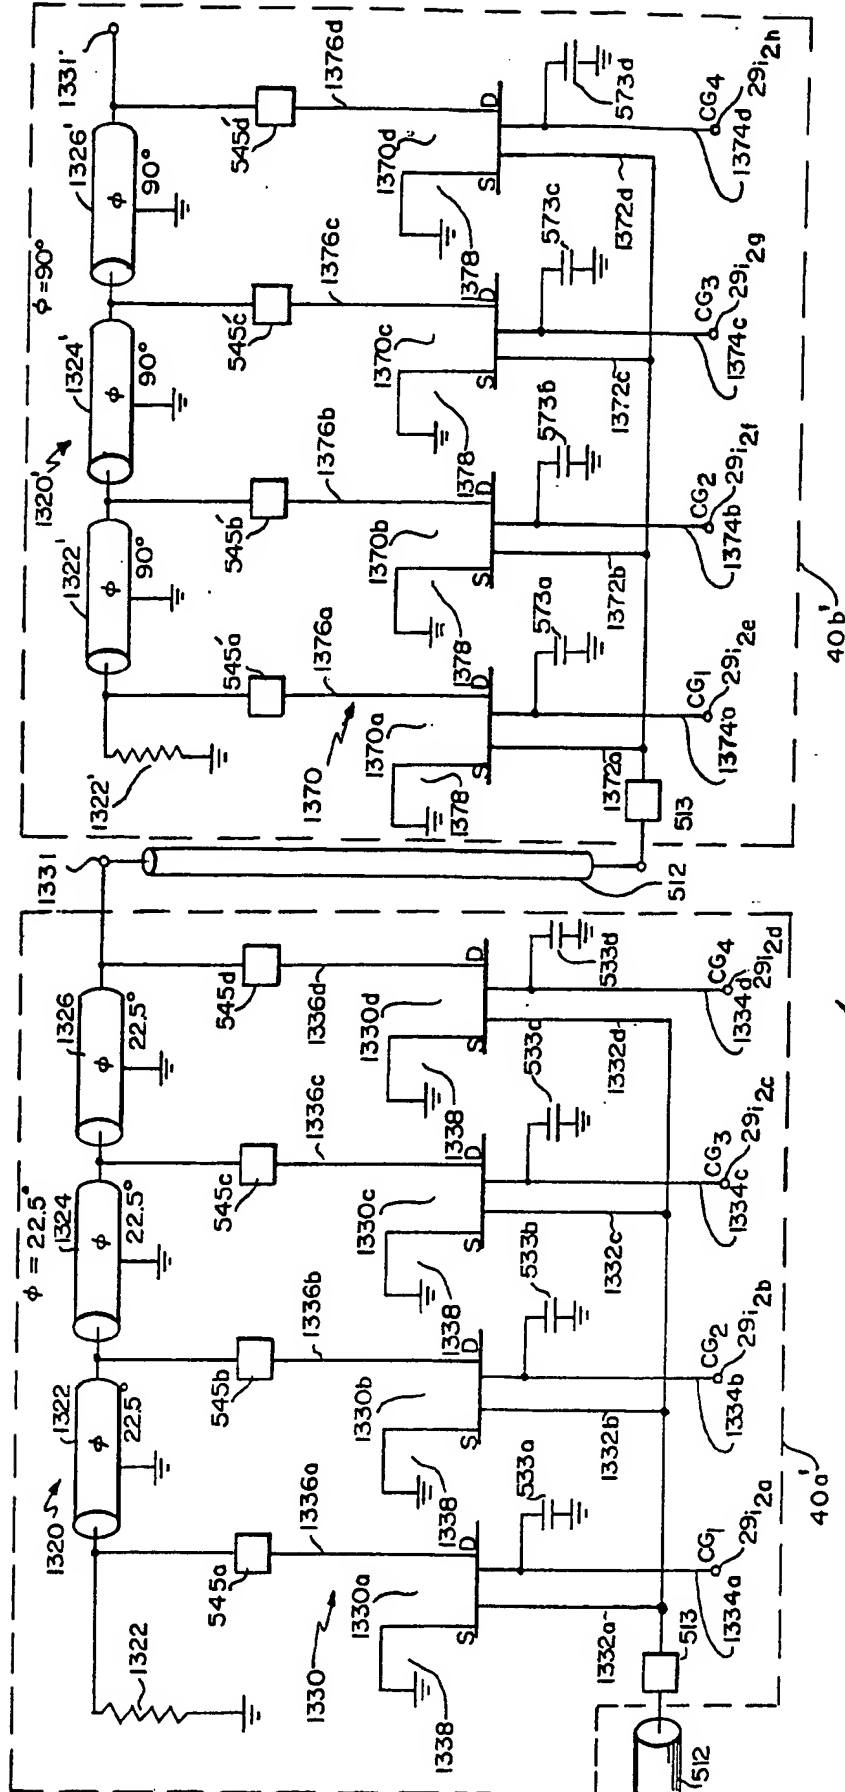 1320
1322
1322
φ
22.5°
φ = 22.5°
1324
φ
22.5°
1326
φ
22.5°
1331
545a
545b
545c
545d
1330
1336a
1336b
1336c
1336d
1338
1330a
S
D
1338
1330b
S
D
1338
1330c
S
D
1338
1330d
S
D
533a
533b
533c
533d
1332a
1332b
1332c
1332d
512
513
1334a
CG1
29i2a
1334b
CG2
29i2b
1334c
CG3
29i2c
1334d
CG4
29i2d
40a'
512
1322'
1320'
1322'
φ
90°
1324'
φ
90°
φ=90°
1326'
φ
90°
1331'
545a'
545b'
545c'
545d'
1370
1376a
1376b
1376c
1376d
1378
1370a
S
D
1378
1370b
S
D
1378
1370c
S
D
1378
1370d
S
D
573a
573b
573c
573d
513
1372a
1372b
1372c
1372d
1374a
CG1
29i2e
1374b
CG2
29i2f
1374c
CG3
29i2g
1374d
CG4
29i2h
40b'